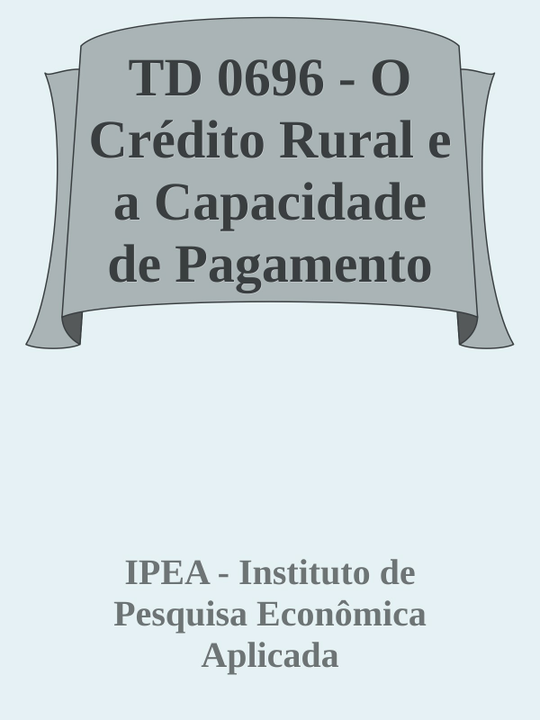 TD 0696 - O
Crédito Rural e
a Capacidade
de Pagamento
IPEA - Instituto de
Pesquisa Econômica
Aplicada